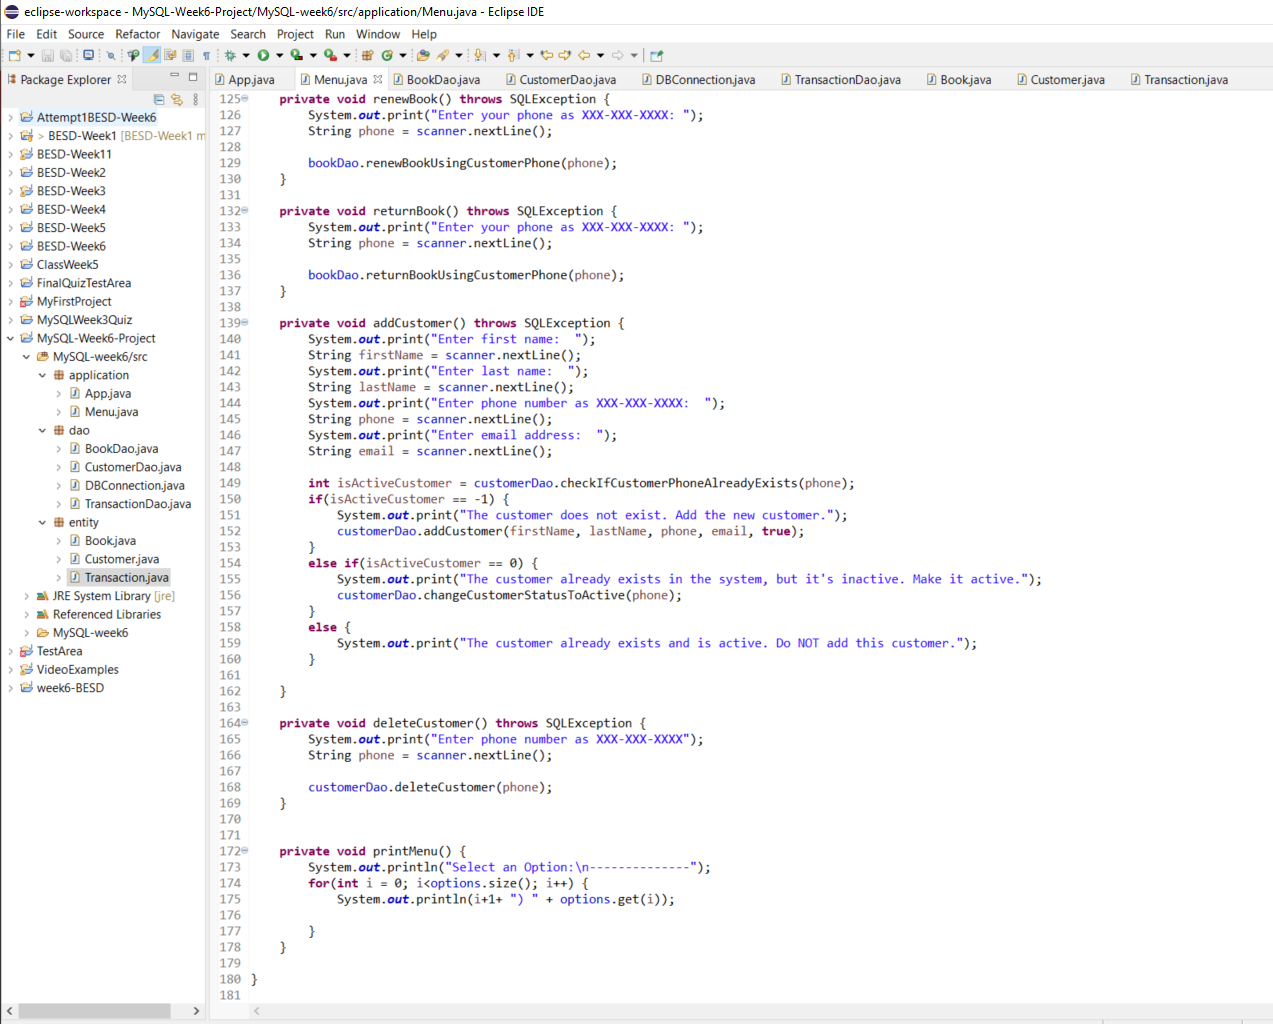 eclipse-workspace - MySQL-Week6-Project/MySQL-week6/src/application/Menu.java - Eclipse IDE
File Edit Source Refactor Navigate Search Project Run Window Help
Package Explorer
App.java Menu.java BookDao.java CustomerDao.java DBConnection.java TransactionDao.java Book.java Customer.java Transaction.java
Attempt1BESD-Week6
> BESD-Week1 [BESD-Week1 m
BESD-Week11
BESD-Week2
BESD-Week3
BESD-Week4
BESD-Week5
BESD-Week6
ClassWeek5
FinalQuizTestArea
MyFirstProject
MySQLWeek3Quiz
MySQL-Week6-Project
MySQL-week6/src
application
App.java
Menu.java
dao
BookDao.java
CustomerDao.java
DBConnection.java
TransactionDao.java
entity
Book.java
Customer.java
Transaction.java
JRE System Library [jre]
Referenced Libraries
MySQL-week6
TestArea
VideoExamples
week6-BESD
125 private void renewBook() throws SQLException {
126 System.out.print("Enter your phone as XXX-XXX-XXXX: ");
127 String phone = scanner.nextLine();
128
129 bookDao.renewBookUsingCustomerPhone(phone);
130 }
131
132 private void returnBook() throws SQLException {
133 System.out.print("Enter your phone as XXX-XXX-XXXX: ");
134 String phone = scanner.nextLine();
135
136 bookDao.returnBookUsingCustomerPhone(phone);
137 }
138
139 private void addCustomer() throws SQLException {
140 System.out.print("Enter first name:  ");
141 String firstName = scanner.nextLine();
142 System.out.print("Enter last name:  ");
143 String lastName = scanner.nextLine();
144 System.out.print("Enter phone number as XXX-XXX-XXXX:  ");
145 String phone = scanner.nextLine();
146 System.out.print("Enter email address:  ");
147 String email = scanner.nextLine();
148
149 int isActiveCustomer = customerDao.checkIfCustomerPhoneAlreadyExists(phone);
150 if(isActiveCustomer == -1) {
151 System.out.print("The customer does not exist. Add the new customer.");
152 customerDao.addCustomer(firstName, lastName, phone, email, true);
153 }
154 else if(isActiveCustomer == 0) {
155 System.out.print("The customer already exists in the system, but it's inactive. Make it active.");
156 customerDao.changeCustomerStatusToActive(phone);
157 }
158 else {
159 System.out.print("The customer already exists and is active. Do NOT add this customer.");
160 }
161
162 }
163
164 private void deleteCustomer() throws SQLException {
165 System.out.print("Enter phone number as XXX-XXX-XXXX");
166 String phone = scanner.nextLine();
167
168 customerDao.deleteCustomer(phone);
169 }
170
171
172 private void printMenu() {
173 System.out.println("Select an Option:\n--------------");
174 for(int i = 0; i<options.size(); i++) {
175 System.out.println(i+1+ ") " + options.get(i));
176
177 }
178 }
179
180 }
181